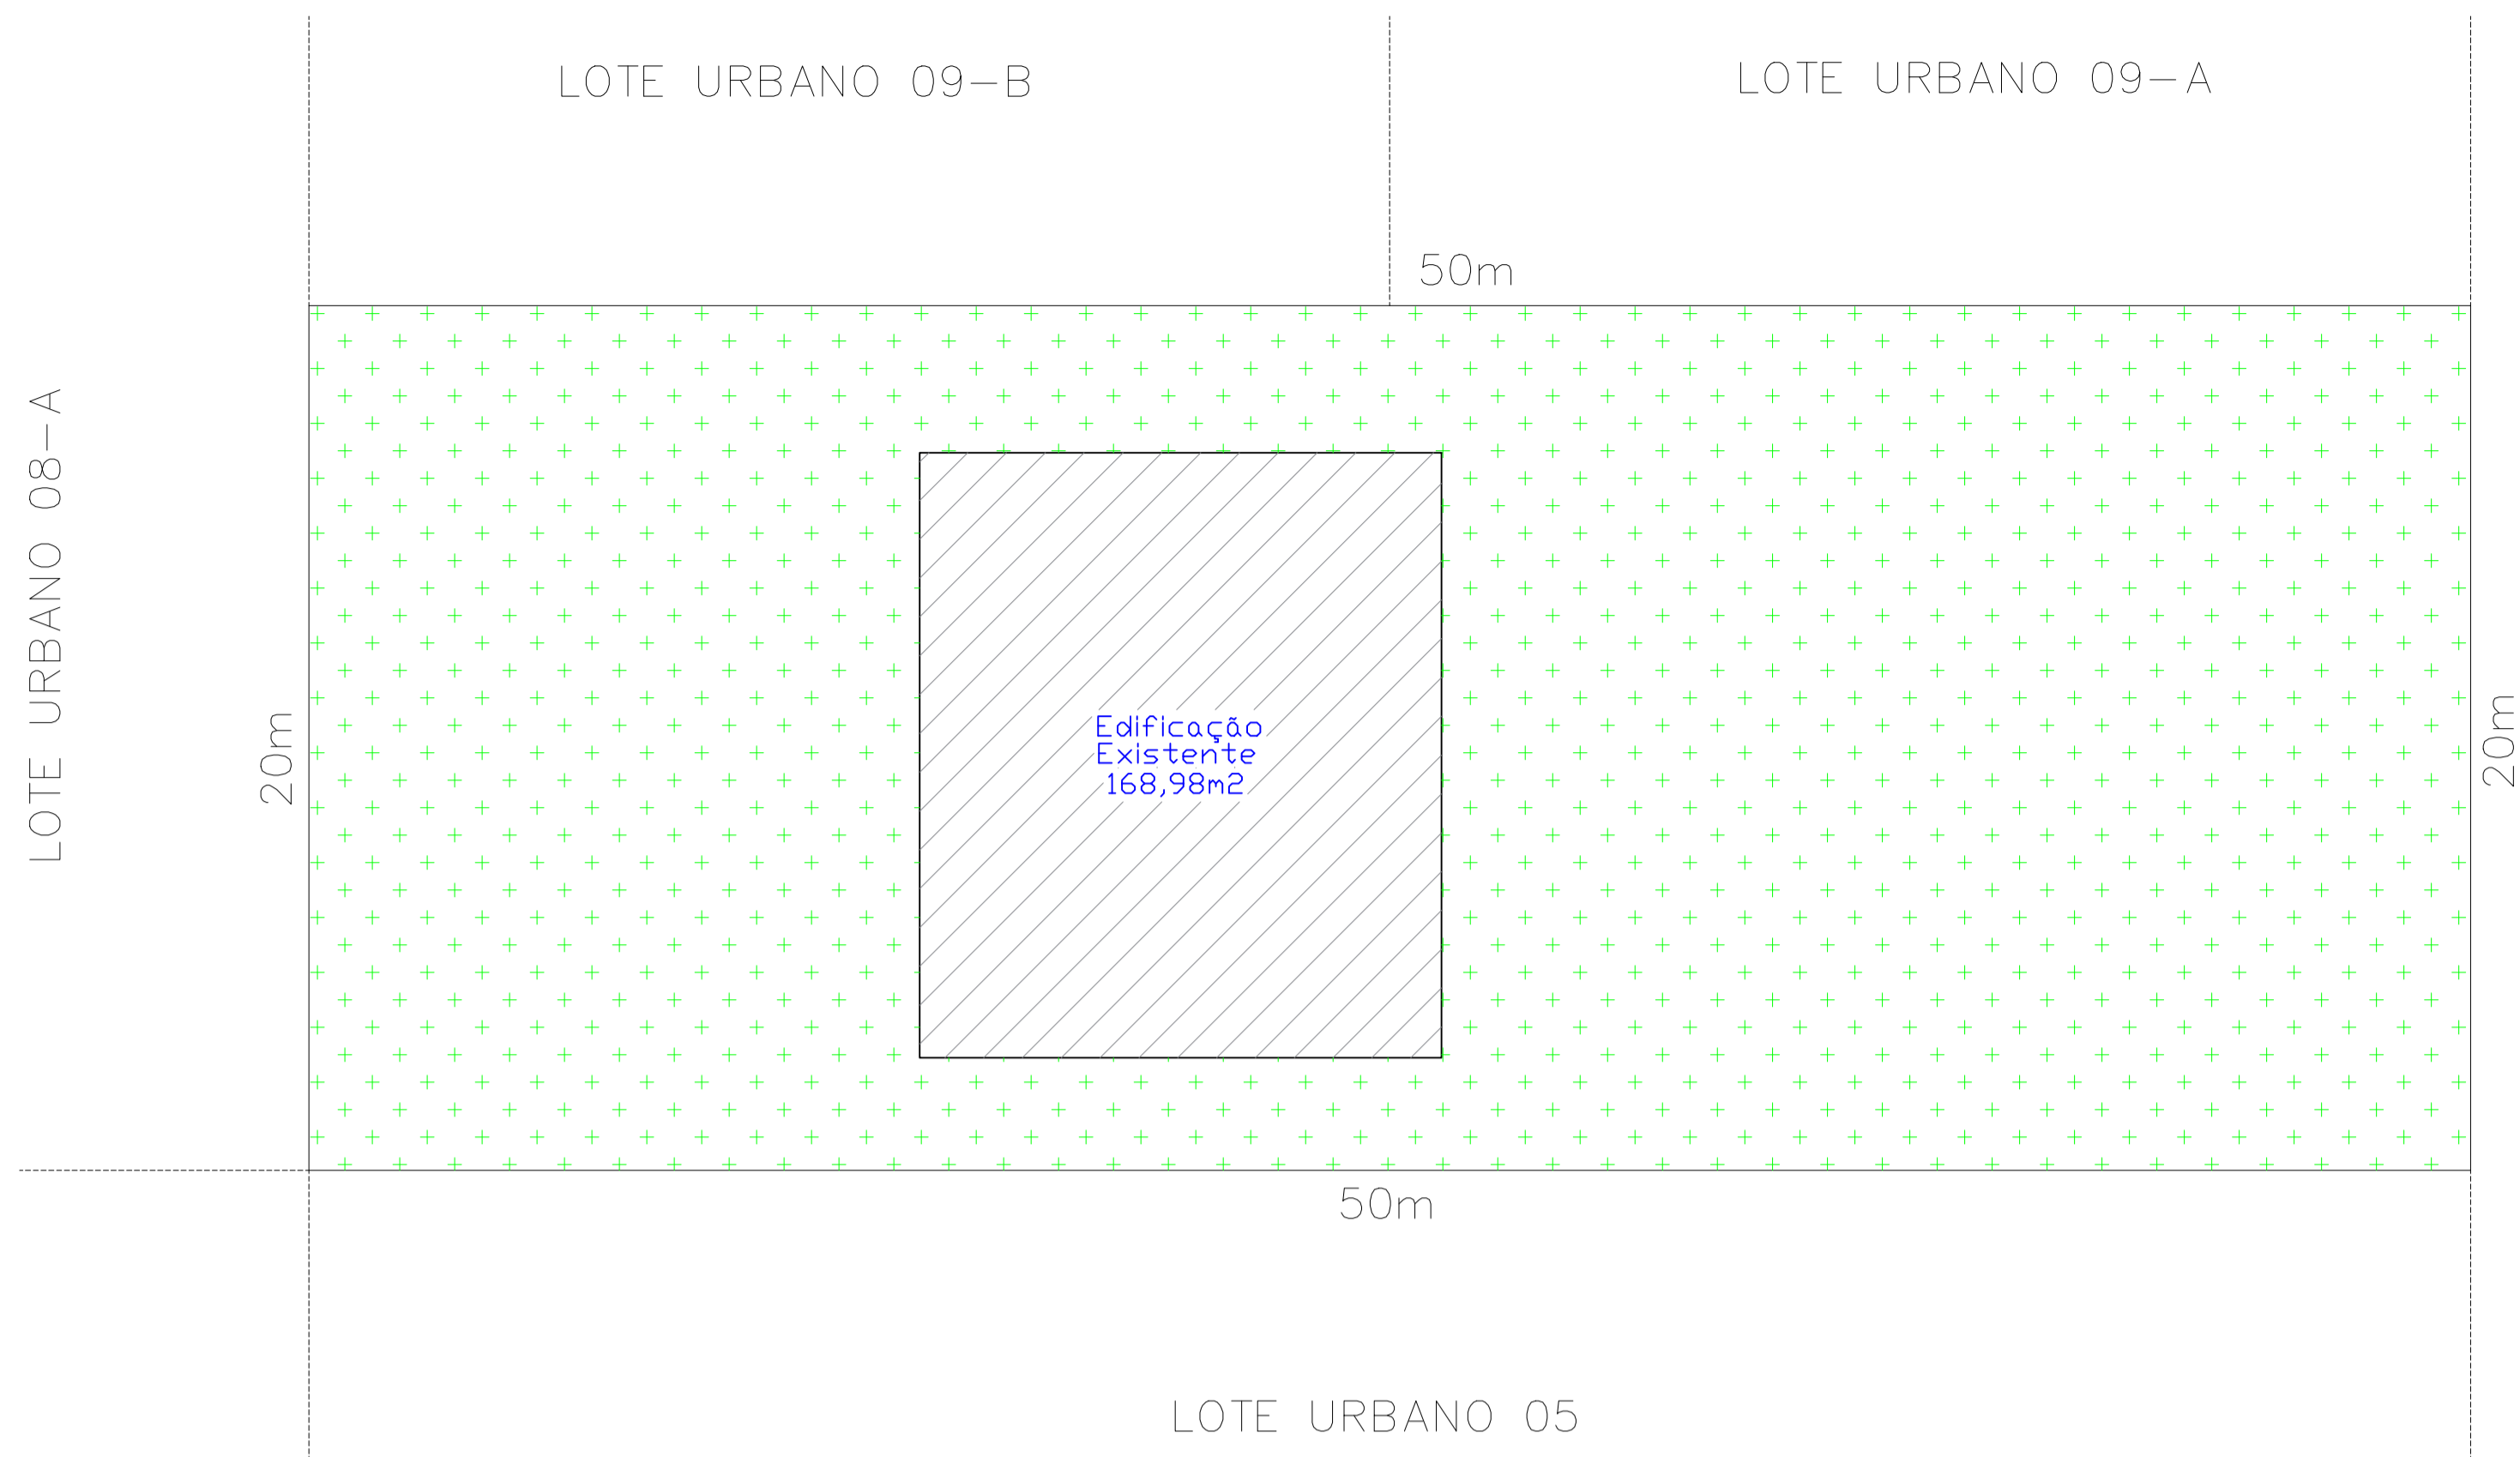 LOTE URBANO 09-B
LOTE URBANO 09-A
50m
LOTE URBANO 08-A
20m
20m
Edificação
Existente
168,98m2
50m
LOTE URBANO 05